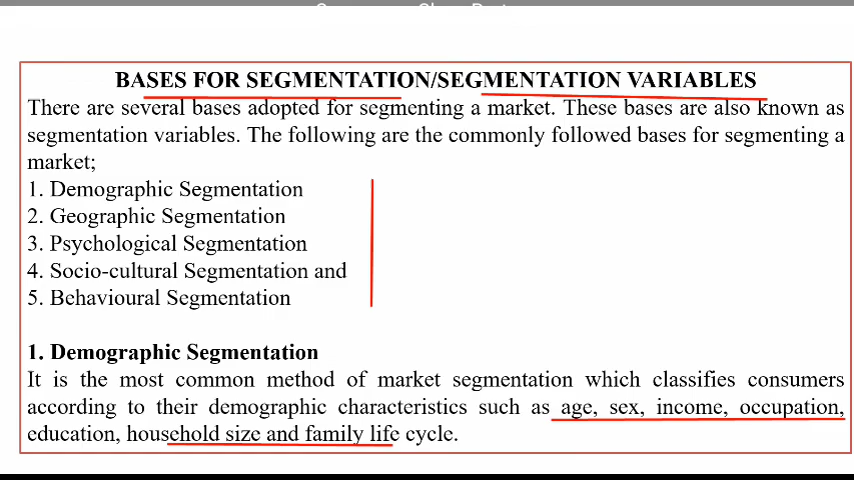 BASES FOR SEGMENTATION/SEGMENTATION VARIABLES
There are several bases adopted for segmenting a market. These bases are also known as
segmentation variables. The following are the commonly followed bases for segmenting a
market;
1. Demographic Segmentation
2. Geographic Segmentation
3. Psychological Segmentation
4. Socio-cultural Segmentation and
5. Behavioural Segmentation
1. Demographic Segmentation
It is the most common method of market segmentation which classifies consumers
according to their demographic characteristics such as age, sex, income, occupation,
education, household size and family life cycle.